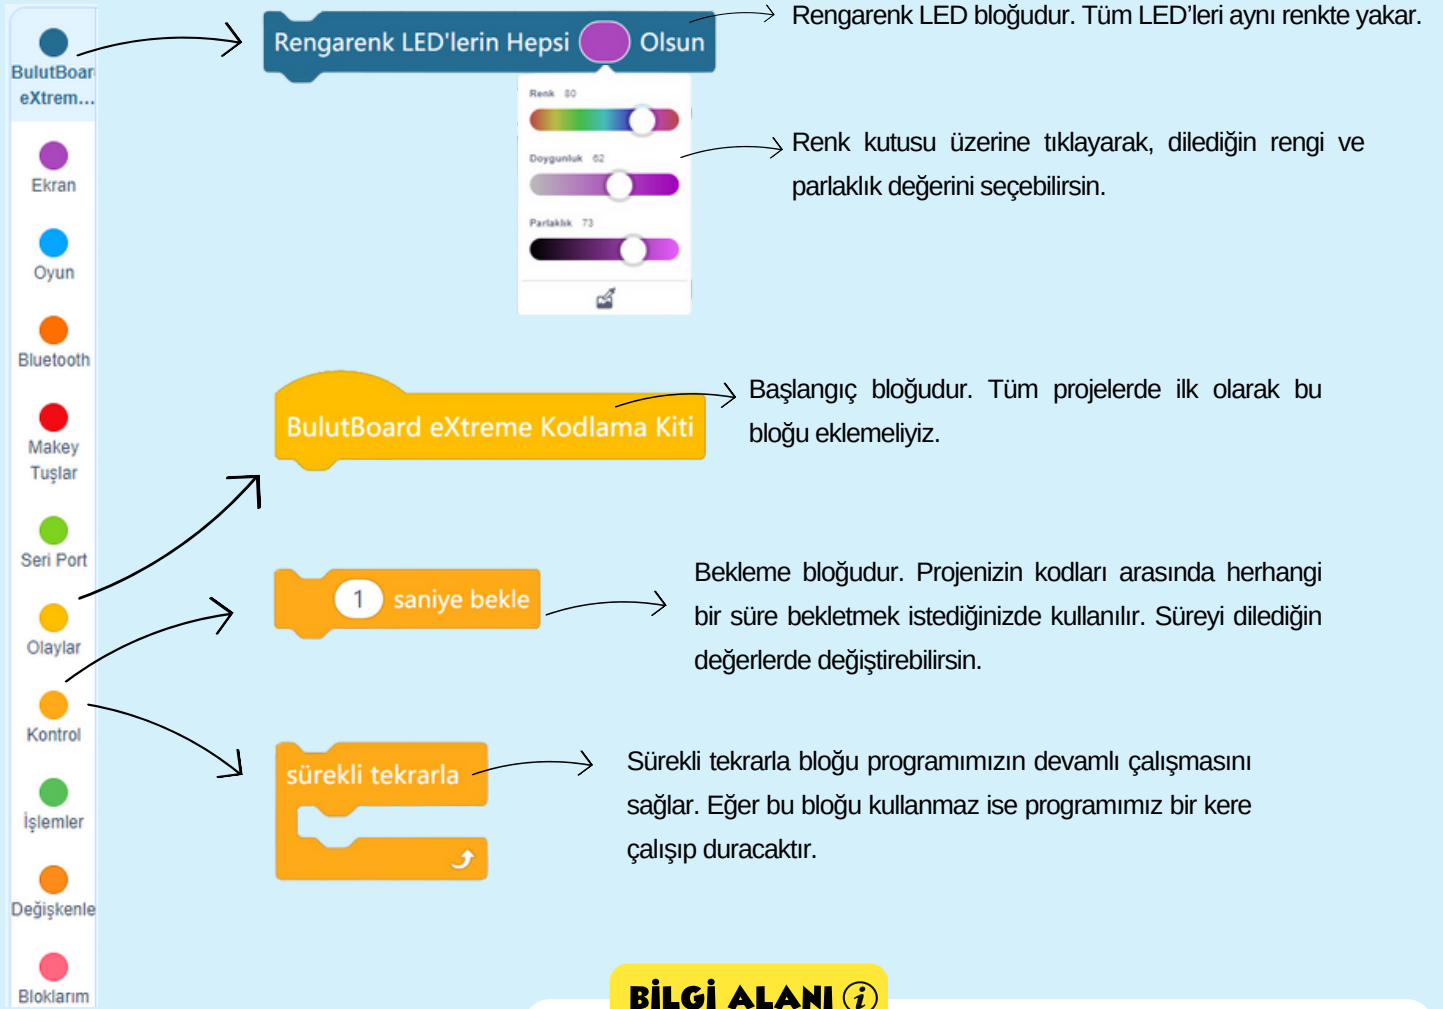 BulutBoar
eXtrem...
Ekran
Oyun
Bluetooth
Makey
Tuşlar
Seri Port
Olaylar
Kontrol
İşlemler
Değişkenle
Bloklarım
Rengarenk LED'lerin Hepsi Olsun
Renk 80
Doygunluk 62
Parlaklık 73
Rengarenk LED bloğudur. Tüm LED'leri aynı renkte yakar.
Renk kutusu üzerine tıklayarak, dilediğin rengi ve
parlaklık değerini seçebilirsin.
BulutBoard eXtreme Kodlama Kiti
Başlangıç bloğudur. Tüm projelerde ilk olarak bu
bloğu eklemeliyiz.
1 saniye bekle
Bekleme bloğudur. Projenizin kodları arasında herhangi
bir süre bekletmek istediğinizde kullanılır. Süreyi dilediğin
değerlerde değiştirebilirsin.
sürekli tekrarla
Sürekli tekrarla bloğu programımızın devamlı çalışmasını
sağlar. Eğer bu bloğu kullanmaz ise programımız bir kere
çalışıp duracaktır.
BİLGİ ALANI i